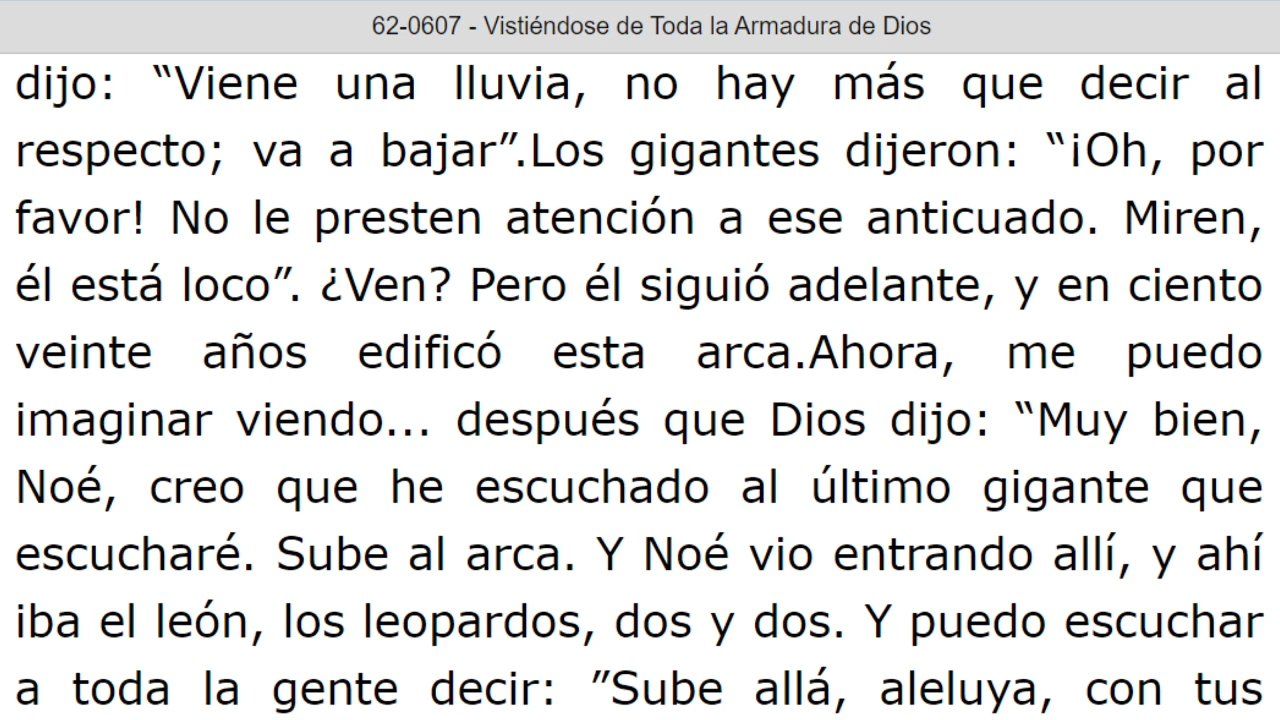 62-0607 - Vistiéndose de Toda la Armadura de Dios
dijo: “Viene una lluvia, no hay más que decir al
respecto; va a bajar”.Los gigantes dijeron: “¡Oh, por
favor! No le presten atención a ese anticuado. Miren,
él está loco”. ¿Ven? Pero él siguió adelante, y en ciento
veinte años edificó esta arca.Ahora, me puedo
imaginar viendo... después que Dios dijo: “Muy bien,
Noé, creo que he escuchado al último gigante que
escucharé. Sube al arca. Y Noé vio entrando allí, y ahí
iba el león, los leopardos, dos y dos. Y puedo escuchar
a toda la gente decir: ”Sube allá, aleluya, con tus